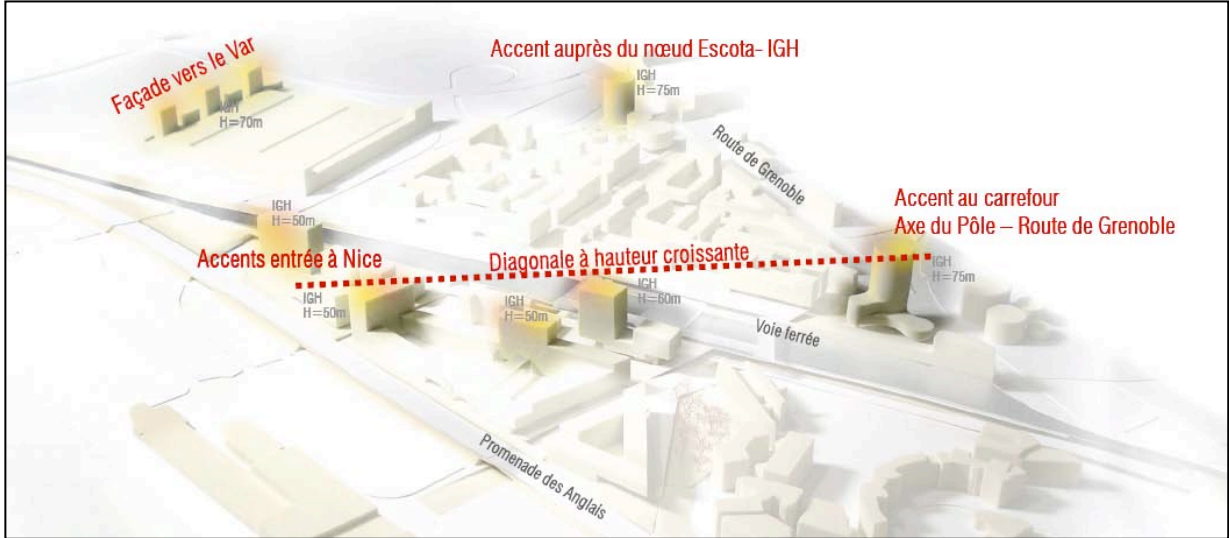 Façade vers le Var
IGH
H=70m
Accent auprès du nœud Escota- IGH
IGH
H=75m
Route de Grenoble
Accent au carrefour
Axe du Pôle – Route de Grenoble
IGH
H=75m
IGH
H=50m
Accents entrée à Nice
Diagonale à hauteur croissante
IGH
H=50m
IGH
H=50m
IGH
H=60m
Voie ferrée
Promenade des Anglais